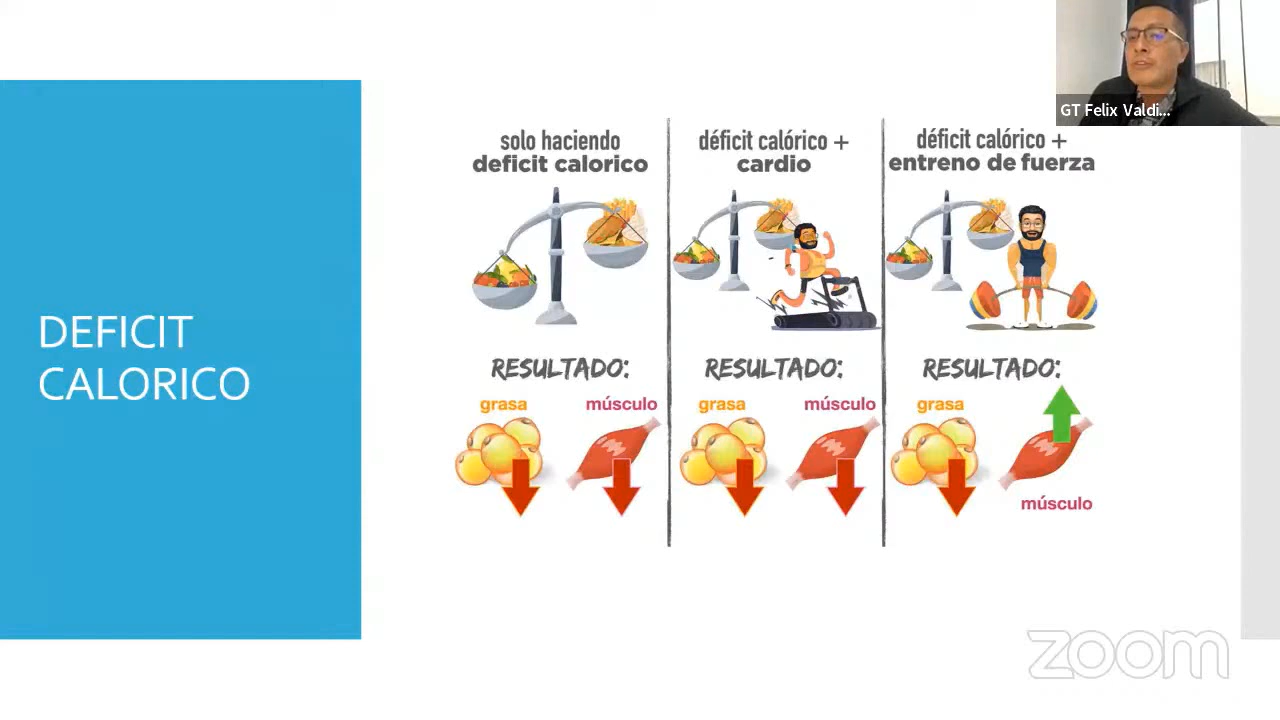 GT Felix Valdi...
DEFICIT
CALORICO
solo haciendo
deficit calorico
RESULTADO:
grasa
músculo
déficit calórico +
cardio
RESULTADO:
grasa
músculo
déficit calórico +
entreno de fuerza
RESULTADO:
grasa
músculo
zoom